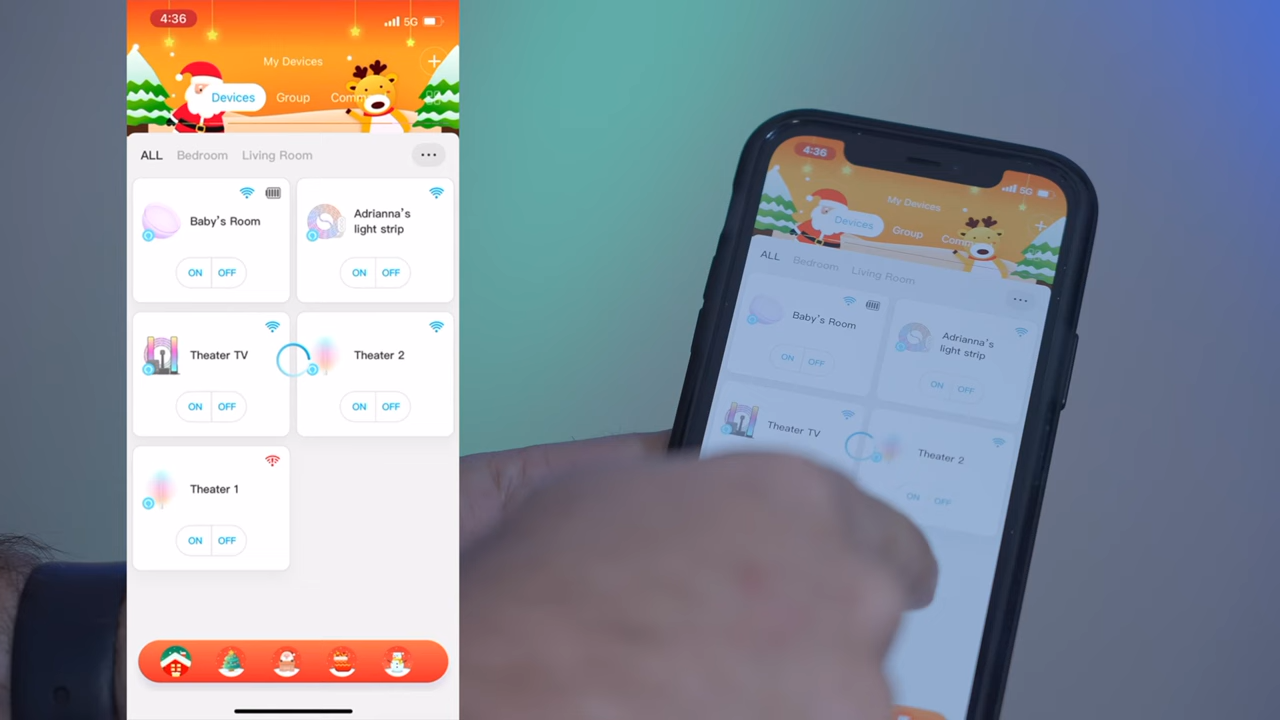 4:36
5G
My Devices
Devices Group Comm
ALL Bedroom Living Room
Baby's Room
Adrianna's
light strip
ON OFF
ON OFF
Theater TV
Theater 2
ON OFF
ON OFF
Theater 1
ON OFF
4:36
5G
My Devices
Devices Group Comm
ALL Bedroom Living Room
Baby's Room
Adrianna's
light strip
ON OFF
ON OFF
Theater TV
Theater 2
ON OFF